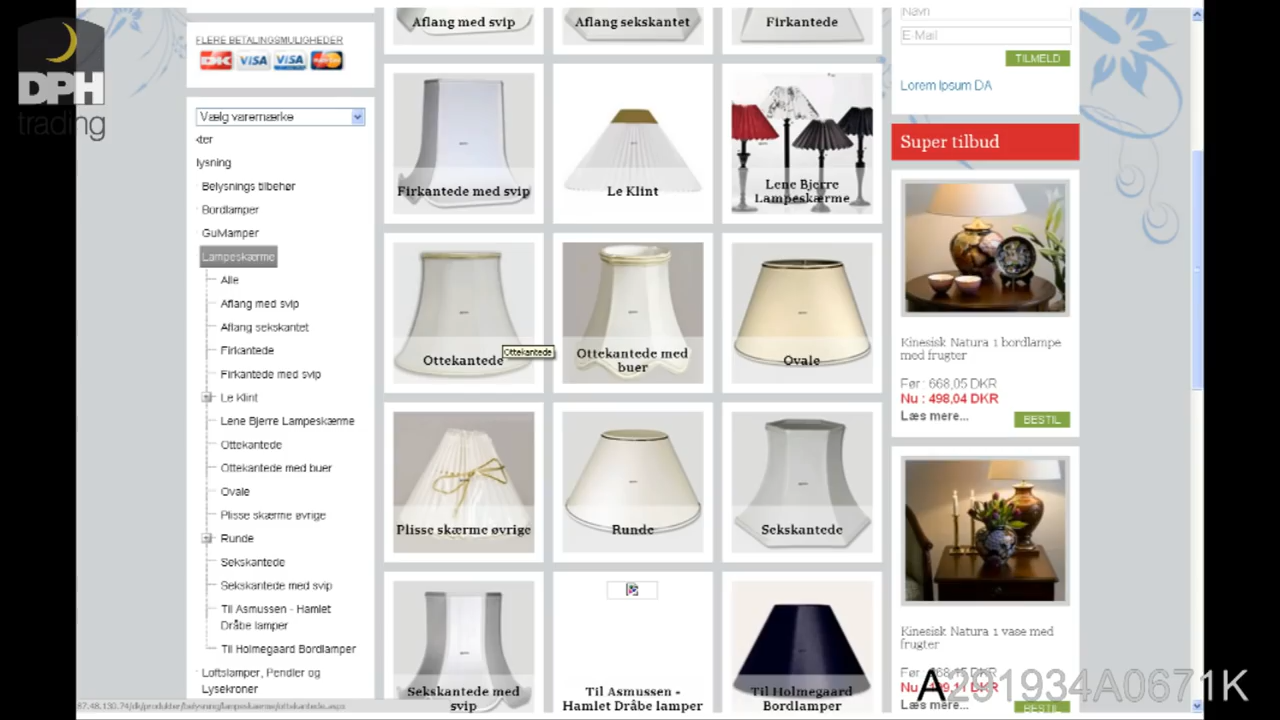 DPH
trading
FLERE BETALINGSMULIGHEDER
DK
VISA
VISA
Vælg varemærke
lysning
Belysnings tilbehør
Bordlamper
Gulvlamper
Lampeskærme
Alle
Aflang med svip
Aflang sekskantet
Firkantede
Firkantede med svip
Le Klint
Lene Bjerre Lampeskærme
Ottekantede
Ottekantede med buer
Ovale
Plisse skærme øvrige
Runde
Sekskantede
Sekskantede med svip
Til Asmussen - Hamlet
Dråbe lamper
Til Holmegaard Bordlamper
Loftslamper, Pendler og
Lysekroner
Aflang med svip
Aflang sekskantet
Firkantede
Firkantede med svip
Le Klint
Lene Bjerre
Lampeskærme
Ottekantede
Ottekantede
Ottekantede med
buer
Ovale
Plisse skærme øvrige
Runde
Sekskantede
Sekskantede med
svip
Til Asmussen -
Hamlet Dråbe lamper
Til Holmegaard
Bordlamper
Navn
E Mail
TILMELD
Lorem Ipsum DA
Super tilbud
Kinesisk Natura 1 bordlampe
med frugter
Før : 668,05 DKR
Nu : 498,04 DKR
Læs mere...
BESTIL
Kinesisk Natura 1 vase med
frugter
Læs mere...
BESTIL
A201934A0671K